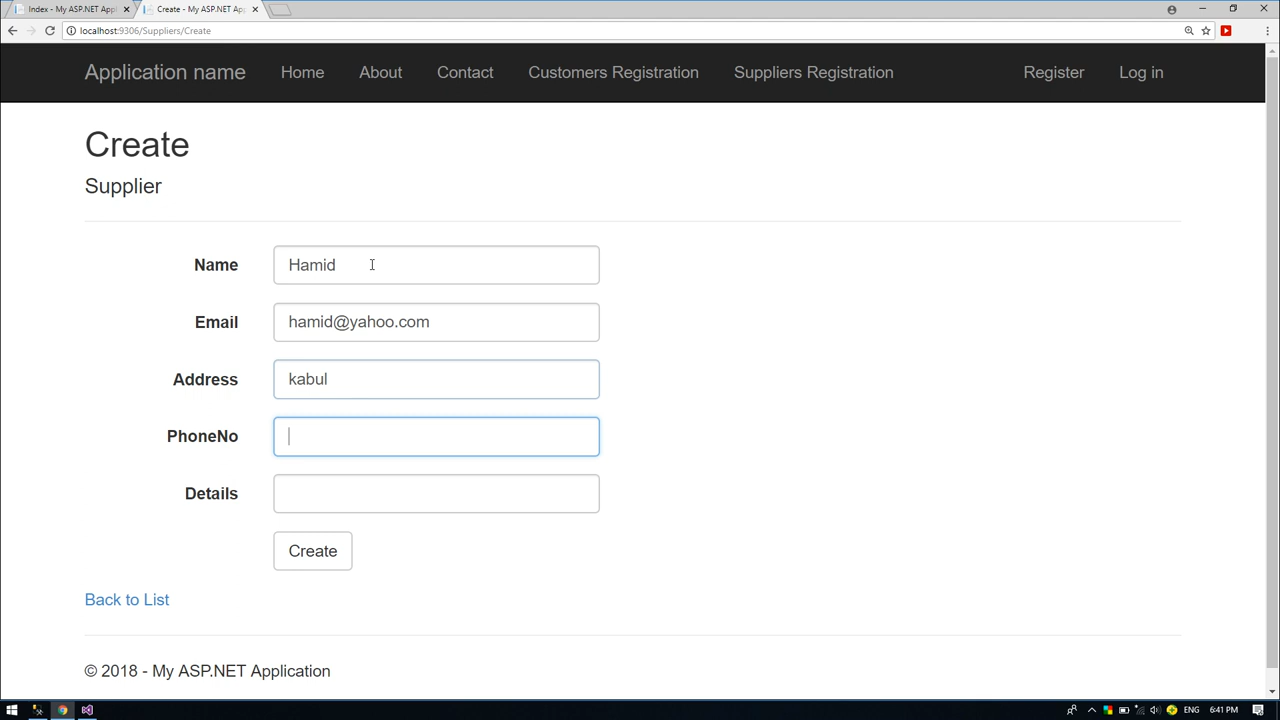 Index - My ASP.NET Appl
Create - My ASP.NET App
localhost:9306/Suppliers/Create
Application name Home About Contact Customers Registration Suppliers Registration Register Log in
Create
Supplier
Name Hamid
Email hamid@yahoo.com
Address kabul
PhoneNo
Details
Create
Back to List
© 2018 - My ASP.NET Application
ENG 6:41 PM